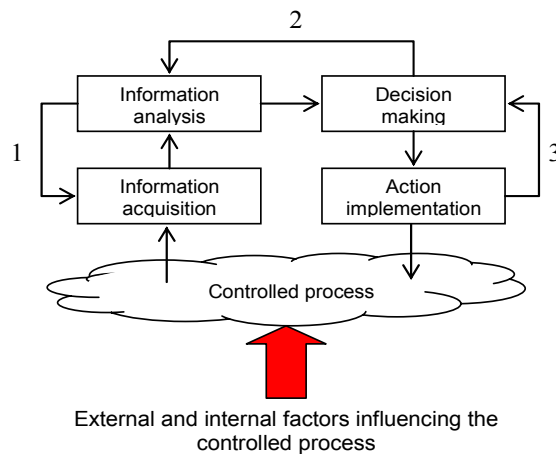 2
Information
analysis
Decision
making
1
3
Information
acquisition
Action
implementation
Controlled process
External and internal factors influencing the
controlled process